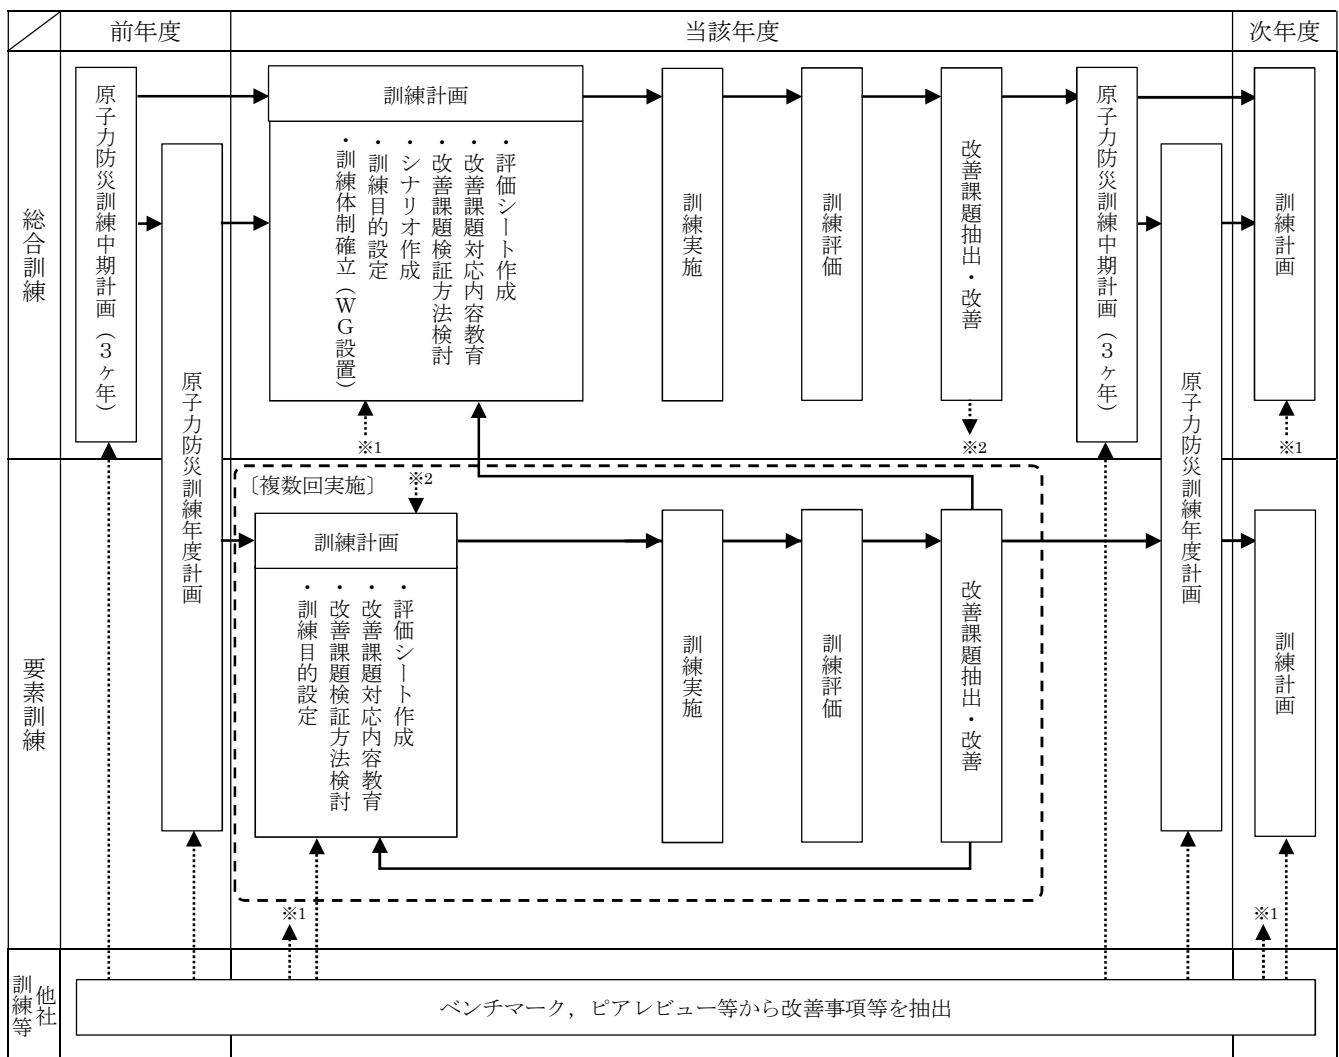 前年度
当該年度
次年度
総合訓練
原子力防災訓練中期計画（３ヶ年）
原子力防災訓練年度計画
訓練計画
・評価シート作成
・改善課題対応内容教育
・改善課題検証方法検討
・シナリオ作成
・訓練目的設定
・訓練体制確立（ＷＧ設置）
※1
訓練実施
訓練評価
改善課題抽出・改善
※2
原子力防災訓練中期計画（３ヶ年）
原子力防災訓練年度計画
訓練計画
※1
要素訓練
〔複数回実施〕
※2
訓練計画
・評価シート作成
・改善課題対応内容教育
・改善課題検証方法検討
・訓練目的設定
訓練実施
訓練評価
改善課題抽出・改善
訓練計画
※1
※1
他社
訓練等
ベンチマーク，ピアレビュー等から改善事項等を抽出